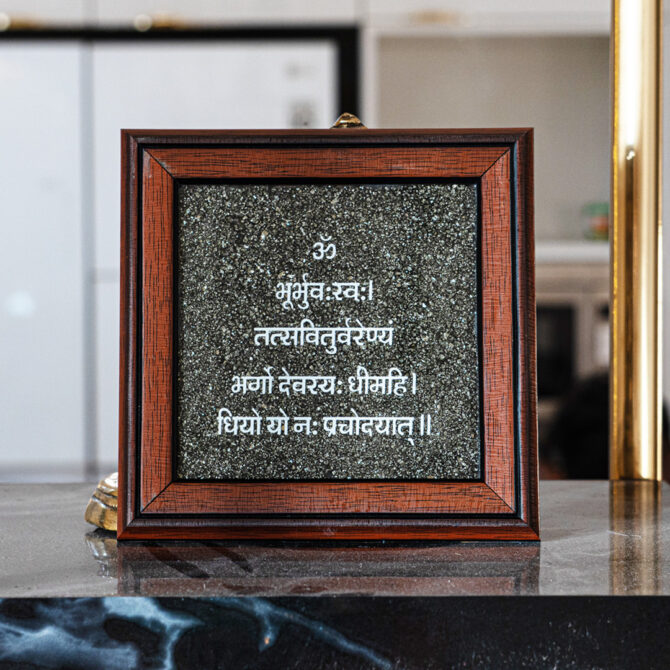 ॐ
भूर्भुवः स्वः।
तत्सवितुर्वरेण्यं
भर्गो देवस्यः धीमहि।
धियो यो नः प्रचोदयात्॥